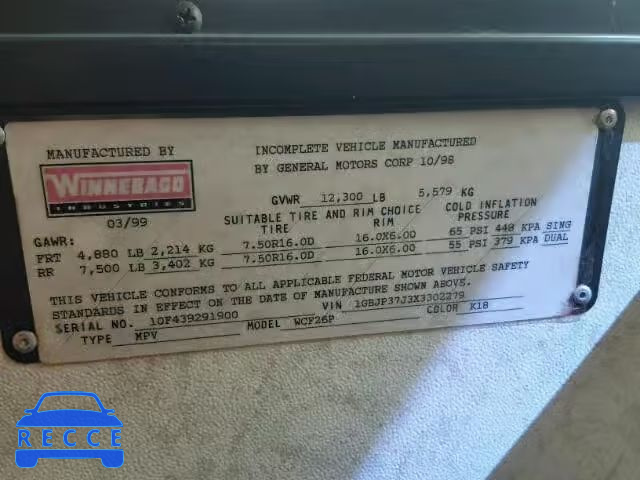 MANUFACTURED BY
WINNEBAGO
INDUSTRIES
03/99
INCOMPLETE VEHICLE MANUFACTURED
BY GENERAL MOTORS CORP 10/98
GVWR 12,300 LB 5,579 KG
SUITABLE TIRE AND RIM CHOICE
TIRE RIM
COLD INFLATION
PRESSURE
GAWR:
FRT 4,880 LB 2,214 KG 7.50R16.0D 16.0X6.00 65 PSI 448 KPA SING
RR 7,500 LB 3,402 KG 7.50R16.0D 16.0X6.00 55 PSI 379 KPA DUAL
THIS VEHICLE CONFORMS TO ALL APPLICABLE FEDERAL MOTOR VEHICLE SAFETY
STANDARDS IN EFFECT ON THE DATE OF MANUFACTURE SHOWN ABOVE.
SERIAL NO. 10F439291900 VIN 1GBJP37J3X3302279
TYPE MPV MODEL WCF26P COLOR K18
RECCE